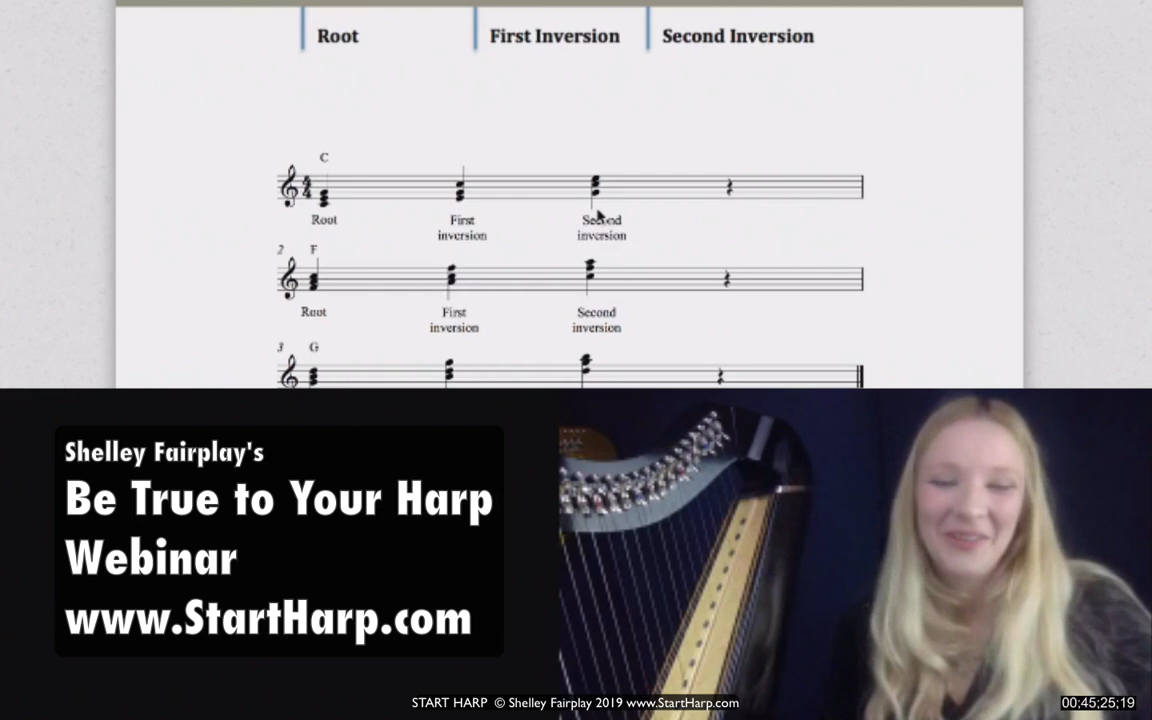 Root First Inversion Second Inversion
C
4
4
Root First Second
inversion inversion
2 F
Root First Second
inversion inversion
3 G
Shelley Fairplay's
Be True to Your Harp
Webinar
www.StartHarp.com
START HARP © Shelley Fairplay 2019 www.StartHarp.com
00;45;25;19